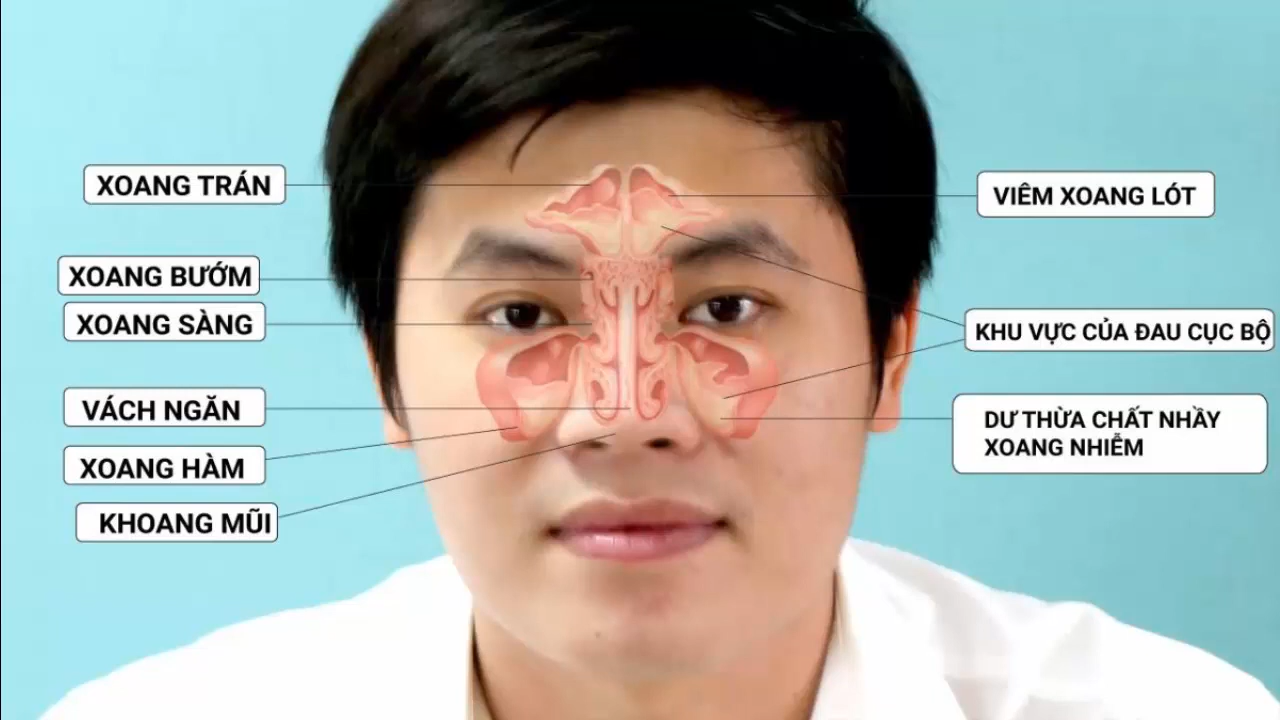 XOANG TRÁN
XOANG BƯỚM
XOANG SÀNG
VÁCH NGĂN
XOANG HÀM
KHOANG MŨI
VIÊM XOANG LÓT
KHU VỰC CỦA ĐAU CỤC BỘ
DƯ THỪA CHẤT NHẦY
XOANG NHIỄM